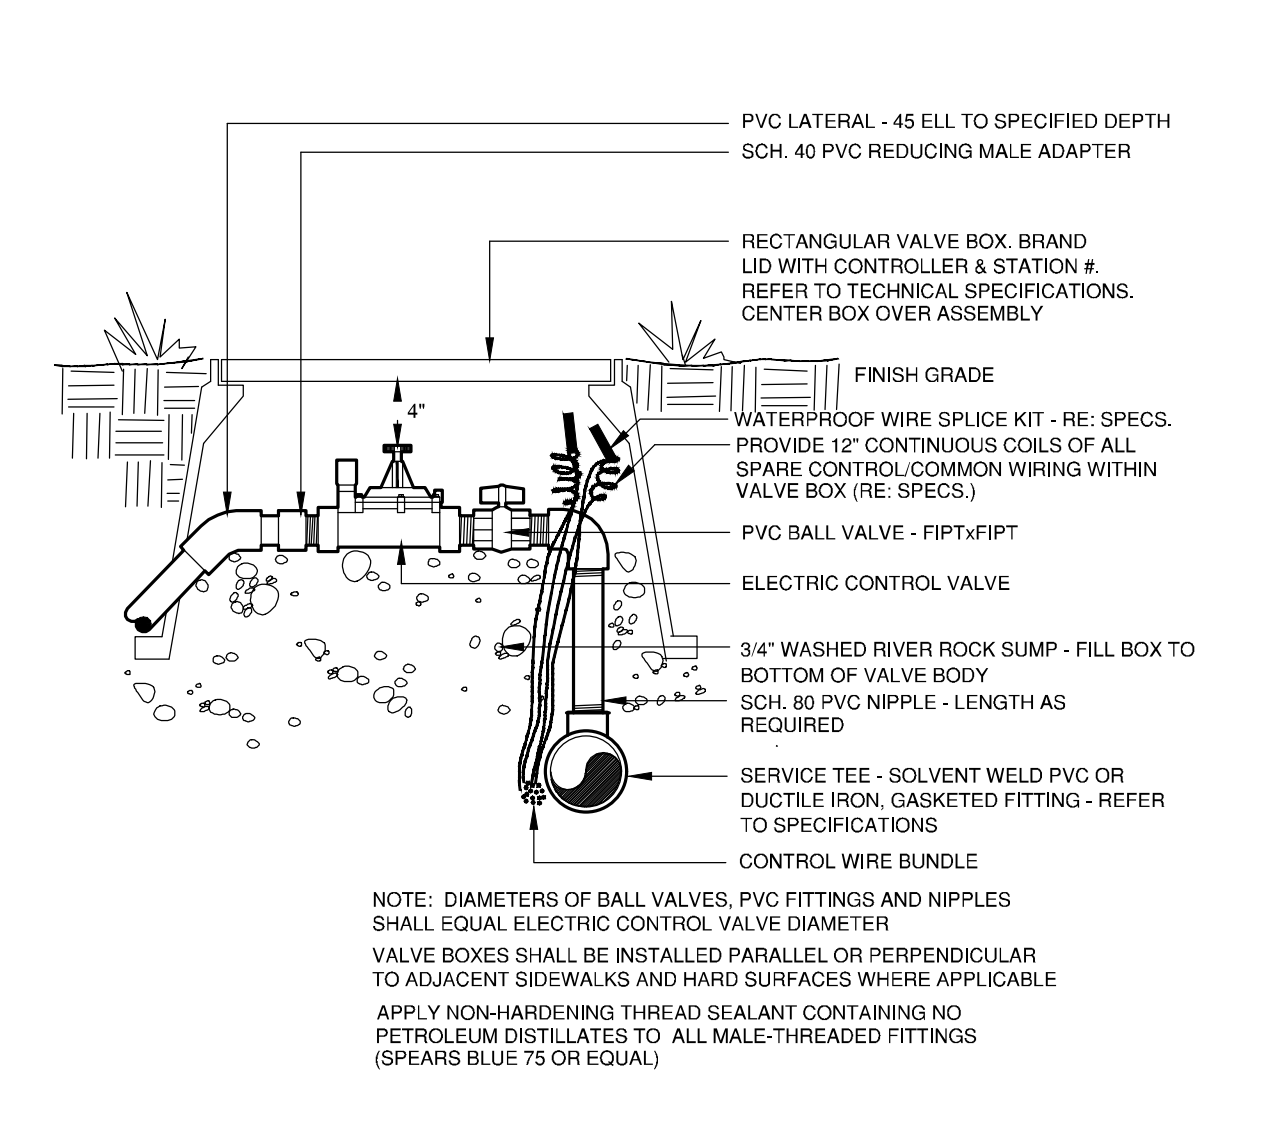 PVC LATERAL - 45 ELL TO SPECIFIED DEPTH
SCH. 40 PVC REDUCING MALE ADAPTER
RECTANGULAR VALVE BOX. BRAND
LID WITH CONTROLLER & STATION #.
REFER TO TECHNICAL SPECIFICATIONS.
CENTER BOX OVER ASSEMBLY
FINISH GRADE
4"
WATERPROOF WIRE SPLICE KIT - RE: SPECS.
PROVIDE 12" CONTINUOUS COILS OF ALL
SPARE CONTROL/COMMON WIRING WITHIN
VALVE BOX (RE: SPECS.)
PVC BALL VALVE - FIPTxFIPT
ELECTRIC CONTROL VALVE
3/4" WASHED RIVER ROCK SUMP - FILL BOX TO
BOTTOM OF VALVE BODY
SCH. 80 PVC NIPPLE - LENGTH AS
REQUIRED
SERVICE TEE - SOLVENT WELD PVC OR
DUCTILE IRON, GASKETED FITTING - REFER
TO SPECIFICATIONS
CONTROL WIRE BUNDLE
NOTE:  DIAMETERS OF BALL VALVES, PVC FITTINGS AND NIPPLES
SHALL EQUAL ELECTRIC CONTROL VALVE DIAMETER
VALVE BOXES SHALL BE INSTALLED PARALLEL OR PERPENDICULAR
TO ADJACENT SIDEWALKS AND HARD SURFACES WHERE APPLICABLE
APPLY NON-HARDENING THREAD SEALANT CONTAINING NO
PETROLEUM DISTILLATES TO  ALL MALE-THREADED FITTINGS
(SPEARS BLUE 75 OR EQUAL)